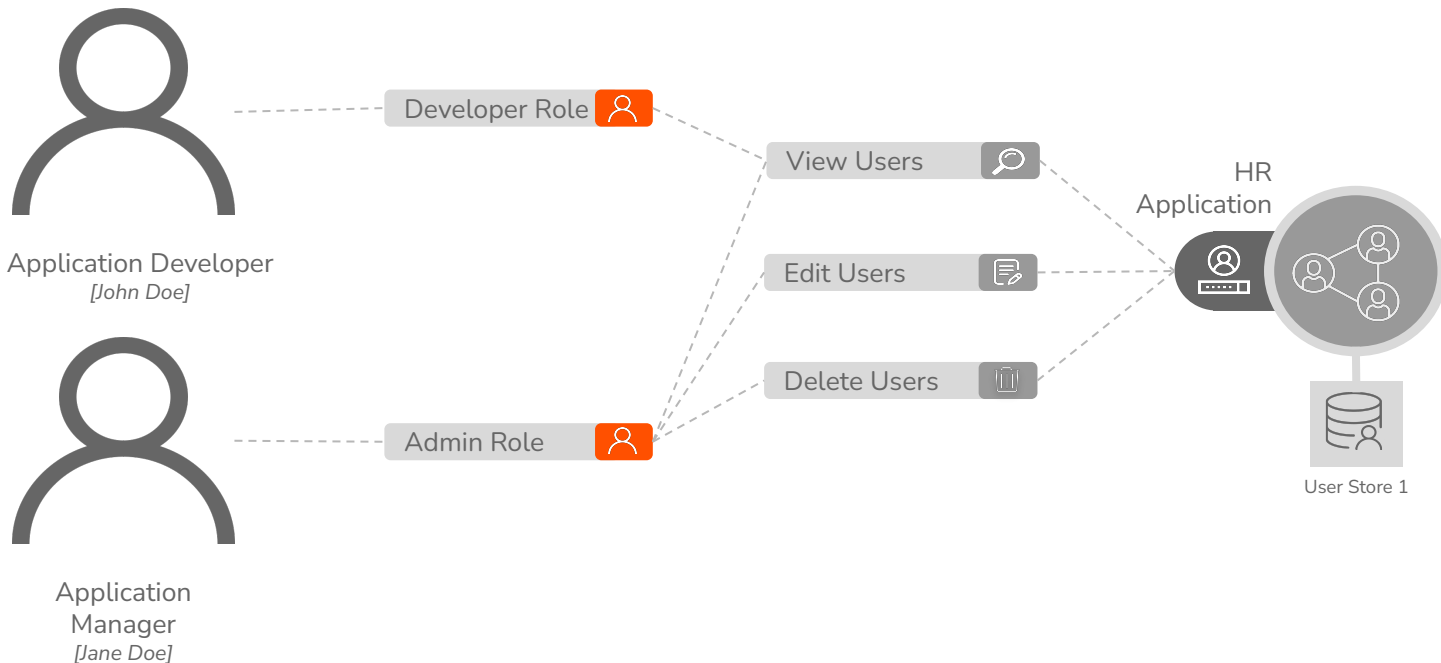 Developer Role
View Users
HR
Application
Application Developer
[John Doe]
Edit Users
Delete Users
Admin Role
User Store 1
Application
Manager
[Jane Doe]